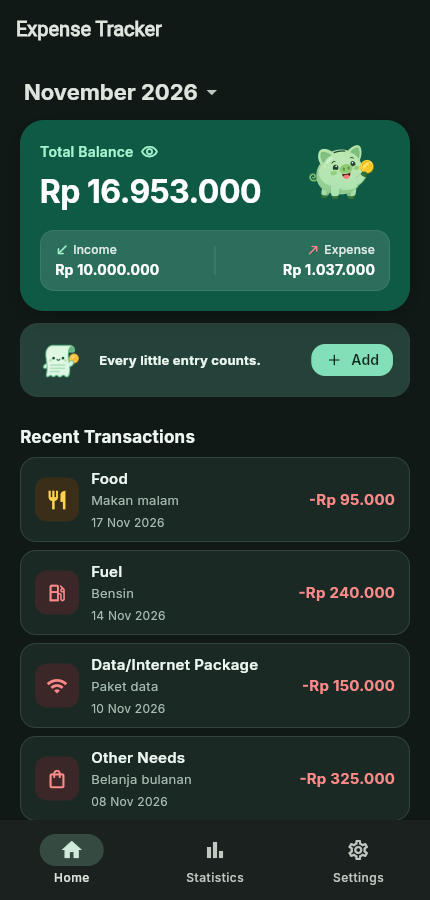 Expense Tracker
November 2026
Total Balance
Rp 16.953.000
Income Expense
Rp 10.000.000 Rp 1.037.000
Every little entry counts.
+ Add
Recent Transactions
Food
Makan malam
-Rp 95.000
17 Nov 2026
Fuel
Bensin
-Rp 240.000
14 Nov 2026
Data/Internet Package
Paket data
-Rp 150.000
10 Nov 2026
Other Needs
Belanja bulanan
-Rp 325.000
08 Nov 2026
Home Statistics Settings